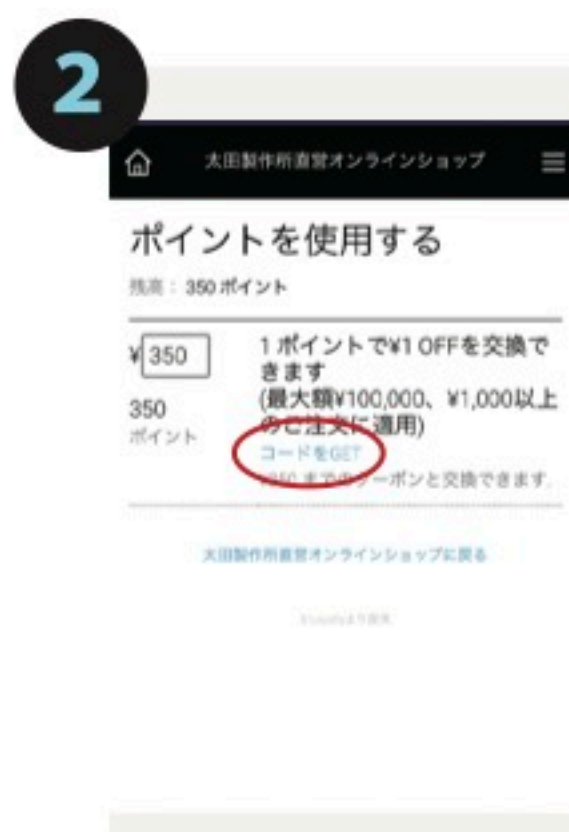 2
太田製作所直営オンラインショップ
ポイントを使用する
残高： 350 ポイント
¥ 350
350
ポイント
1 ポイントで¥1 OFFを交換で
きます
(最大額¥100,000、¥1,000以上
のご注文に適用)
コードをGET
¥350 までのクーポンと交換できます.
太田製作所直営オンラインショップに戻る